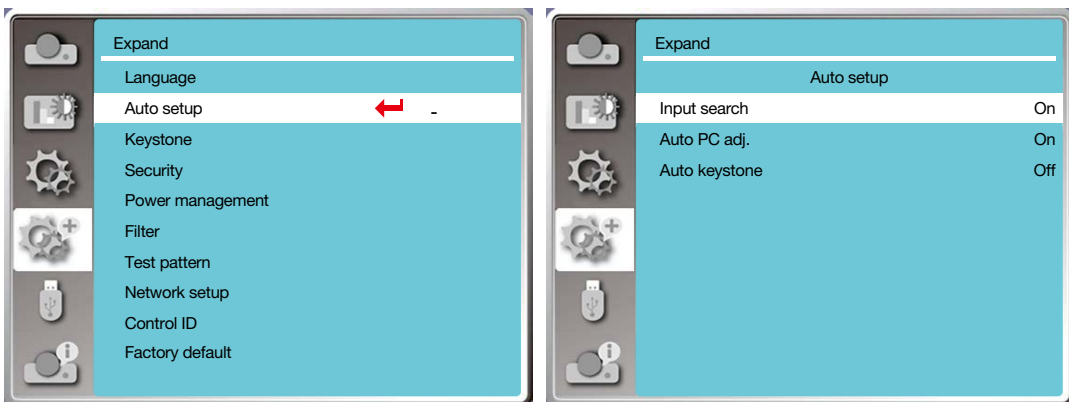 Expand
Language
Auto setup -
Keystone
Security
Power management
Filter
Test pattern
Network setup
Control ID
Factory default
Expand
Auto setup
Input search On
Auto PC adj. On
Auto keystone Off